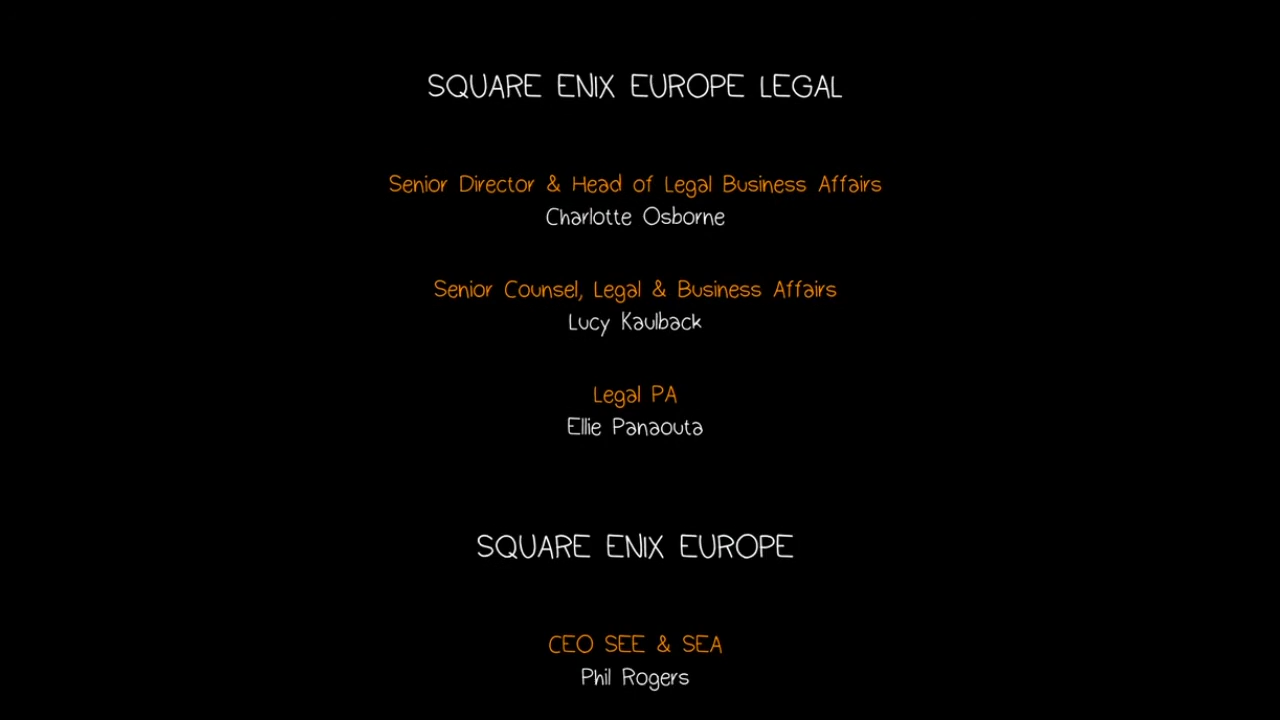 SQUARE ENIX EUROPE LEGAL
Senior Director & Head of Legal Business Affairs
Charlotte Osborne
Senior Counsel, Legal & Business Affairs
Lucy Kaulback
Legal PA
Ellie Panaouta
SQUARE ENIX EUROPE
CEO SEE & SEA
Phil Rogers